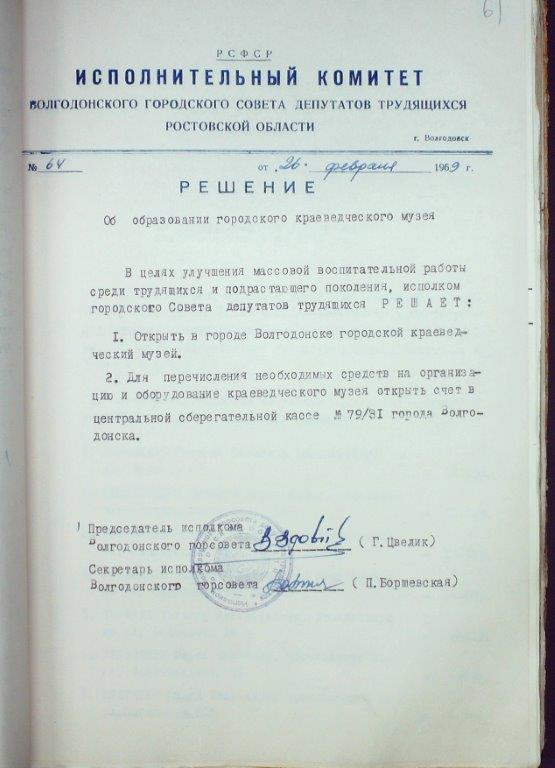 61
РСФСР
ИСПОЛНИТЕЛЬНЫЙ КОМИТЕТ
ВОЛГОДОНСКОГО ГОРОДСКОГО СОВЕТА ДЕПУТАТОВ ТРУДЯЩИХСЯ
РОСТОВСКОЙ ОБЛАСТИ
г. Волгодонск
№ 64 от 26. февраля 1969 г.
РЕШЕНИЕ
Об образовании городского краеведческого музея
В целях улучшения массовой воспитательной работы
среди трудящихся и подрастающего поколения, исполком
городского Совета депутатов трудящихся РЕШАЕТ:
1. Открыть в городе Волгодонске городской краевед-
ческий музей.
2. Для перечисления необходимых средств на организа-
цию и оборудование краеведческого музея открыть счет в
центральной сберегательной кассе № 79/81 города Волго-
донска.
Председатель исполкома
Волгодонского горсовета ( Г.Цвелик)
Секретарь исполкома
Волгодонского горсовета ( П.Боршевская)